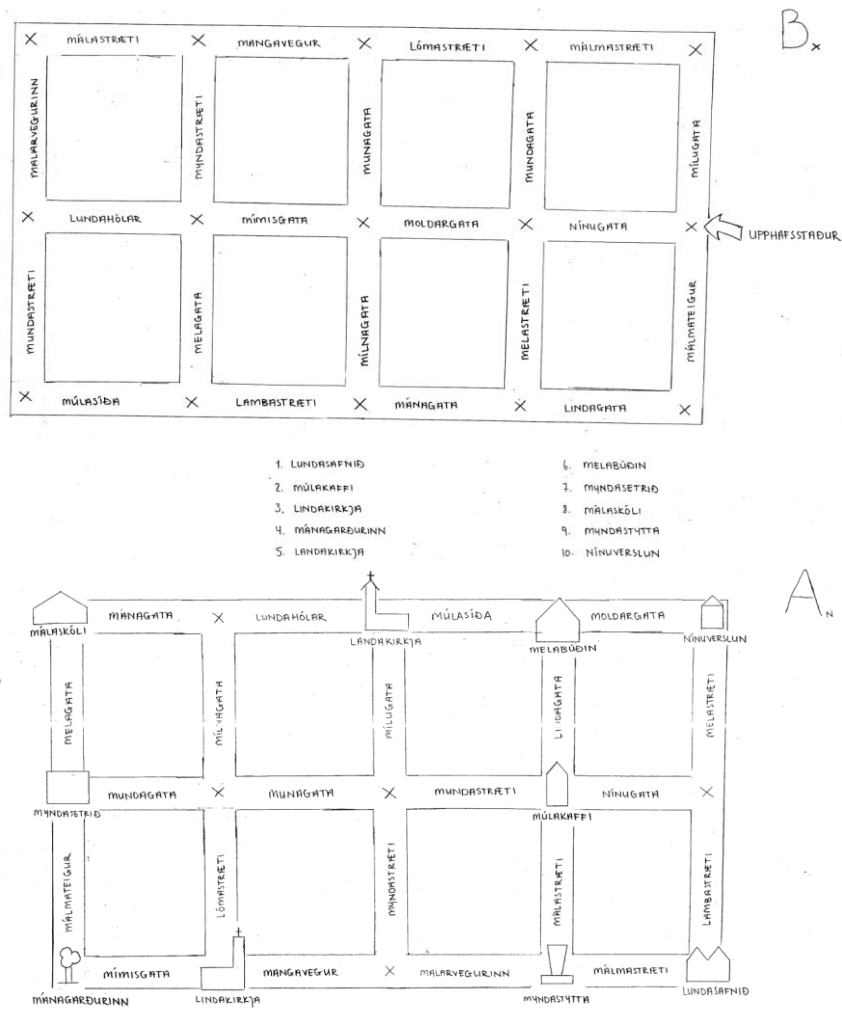 B.x
MÁLASTRÆTI MANGAVEGUR LÓMASTRÆTI MÁLMASTRÆTI
MALARVEGURINN MYNDASTRÆTI MUNAGATA MUNDAGATA MÍLUGATA
LUNDAHÓLAR MÍMISGATA MOLDARGATA NÍNUGATA
UPPHAFSSTAÐUR
MUNDASTRÆTI MELAGATA MÍLNAGATA MELASTRÆTI MÁLMATEIGUR
MÚLASÍÐA LAMBASTRÆTI MÁNAGATA LINDAGATA
1. LUNDASAFNIÐ
2. MÚLAKAFFI
3. LINDAKIRKJA
4. MÁNAGARÐURINN
5. LANDAKIRKJA
6. MELABÚÐIN
7. MYNDASETRIÐ
8. MÁLASKÓLI
9. MYNDASTYTTA
10. NÍNUVERSLUN
A N
MÁNAGATA LUNDAHÓLAR MÚLASÍÐA MOLDARGATA
MÁLASKÓLI LANDAKIRKJA MELABÚÐIN NÍNUVERSLUN
MELAGATA MÍLNAGATA MÍLUGATA LINDAGATA MELASTRÆTI
MUNDAGATA MUNAGATA MUNDASTRÆTI NÍNUGATA
MYNDASETRIÐ MÚLAKAFFI
MÁLMATEIGUR LÓMASTRÆTI MYNDASTRÆTI MÁLASTRÆTI LAMBASTRÆTI
MÍMISGATA MANGAVEGUR MALARVEGURINN MÁLMASTRÆTI
MÁNAGARÐURINN LINDAKIRKJA MYNDASTYTTA LUNDASAFNIÐ